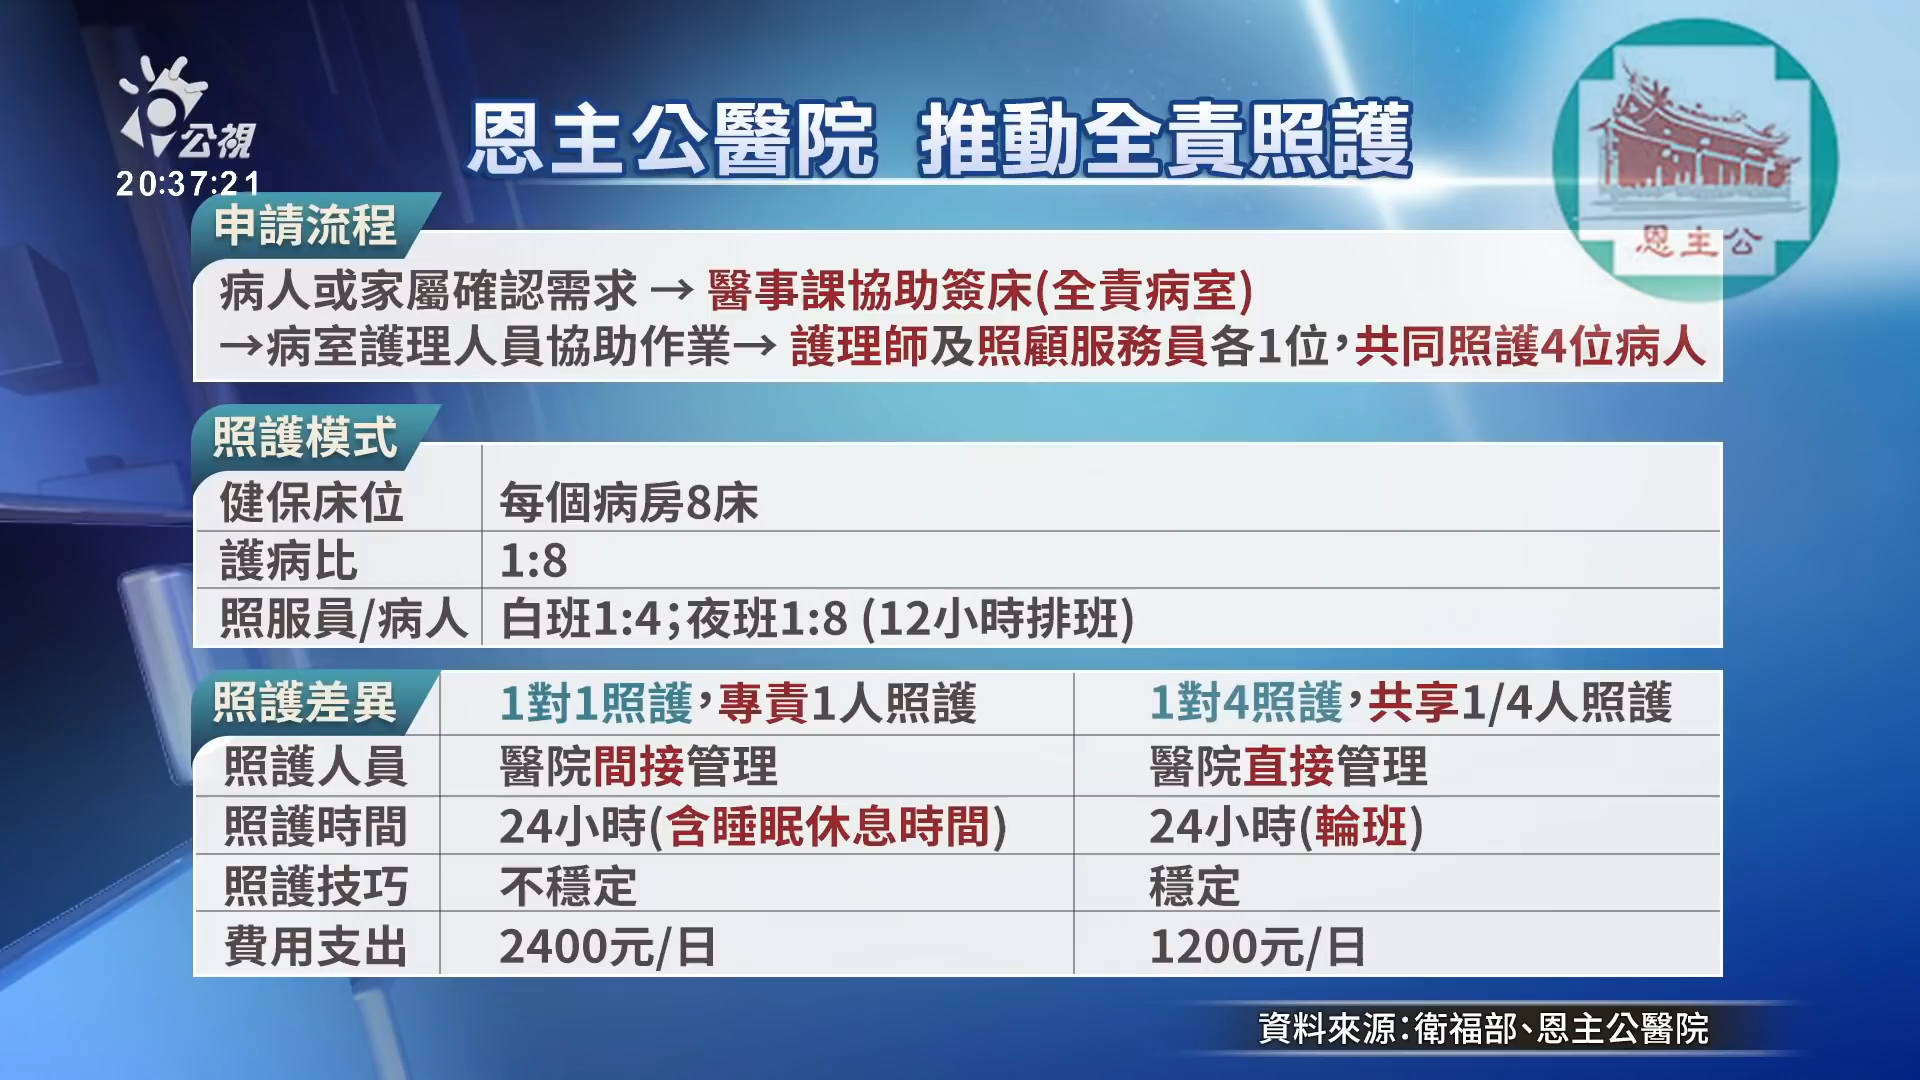 公視
20:37:21
恩主公醫院 推動全責照護
恩主公
申請流程
病人或家屬確認需求→醫事課協助簽床(全責病室)
→病室護理人員協助作業→護理師及照顧服務員各1位,共同照護4位病人
照護模式
健保床位 每個病房8床
護病比 1:8
照服員/病人 白班1:4;夜班1:8 (12小時排班)
照護差異 1對1照護,專責1人照護 1對4照護,共享1/4人照護
照護人員 醫院間接管理 醫院直接管理
照護時間 24小時(含睡眠休息時間) 24小時(輪班)
照護技巧 不穩定 穩定
費用支出 2400元/日 1200元/日
資料來源:衛福部、恩主公醫院